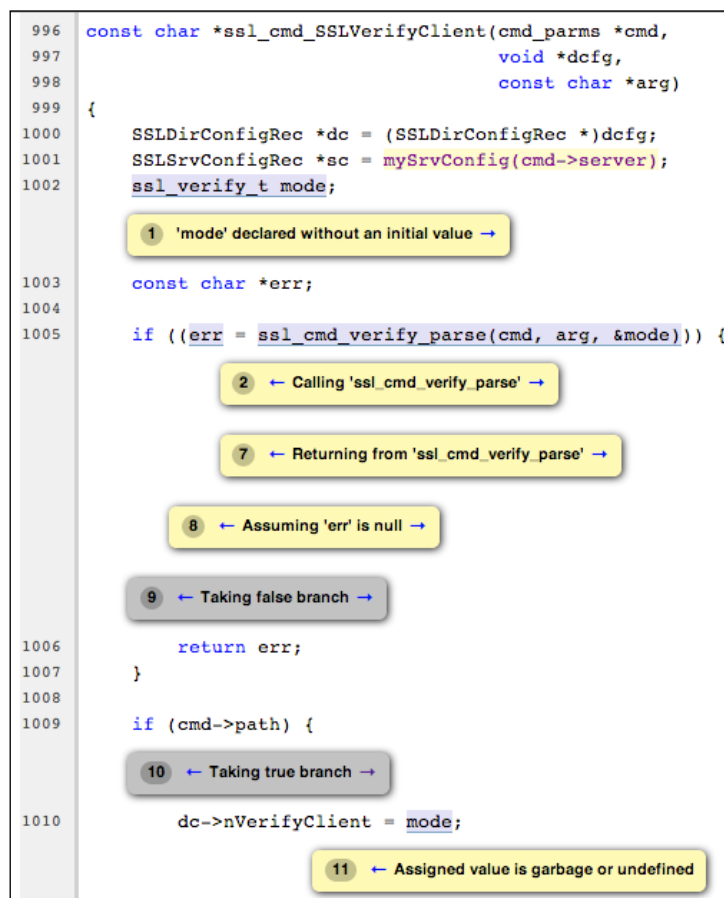 996 const char *ssl_cmd_SSLVerifyClient(cmd_parms *cmd,
997 void *dcfg,
998 const char *arg)
999 {
1000 SSLDirConfigRec *dc = (SSLDirConfigRec *)dcfg;
1001 SSLSrvConfigRec *sc = mySrvConfig(cmd->server);
1002 ssl_verify_t mode;
1 'mode' declared without an initial value →
1003 const char *err;
1004
1005 if ((err = ssl_cmd_verify_parse(cmd, arg, &mode))) {
2 ← Calling 'ssl_cmd_verify_parse' →
7 ← Returning from 'ssl_cmd_verify_parse' →
8 ← Assuming 'err' is null →
9 ← Taking false branch →
1006 return err;
1007 }
1008
1009 if (cmd->path) {
10 ← Taking true branch →
1010 dc->nVerifyClient = mode;
11 ← Assigned value is garbage or undefined